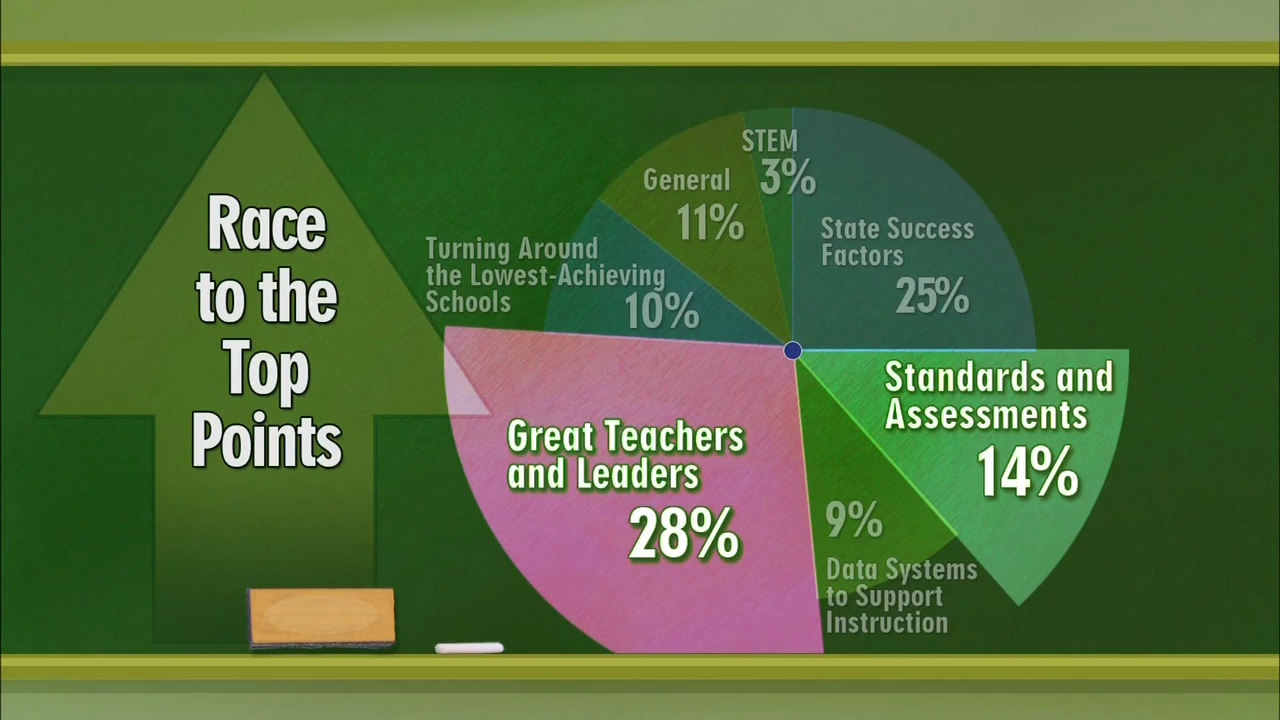 Race
to the
Top
Points
STEM
3%
General
11%
State Success
Factors
25%
Turning Around
the Lowest-Achieving
Schools
10%
Standards and
Assessments
14%
Great Teachers
and Leaders
28%
9%
Data Systems
to Support
Instruction